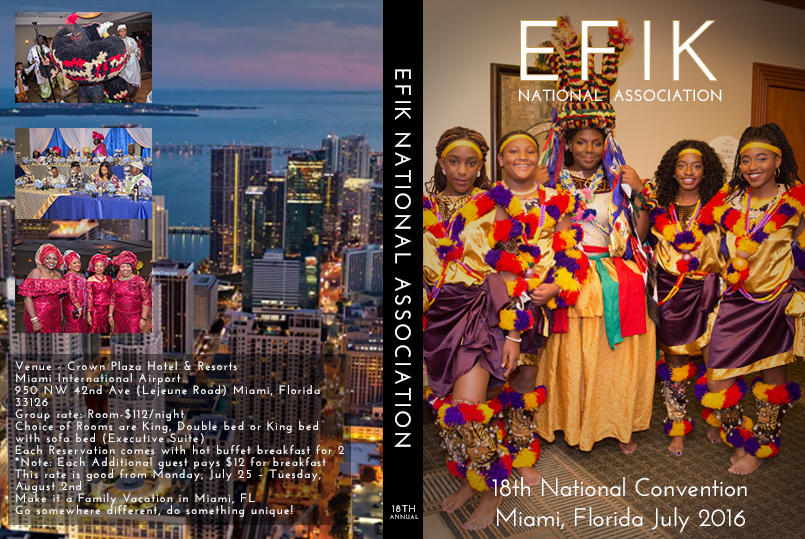 Venue - Crown Plaza Hotel & Resorts
Miami International Airport
950 NW 42nd Ave (Lejeune Road) Miami, Florida
33126
Group rate: Room-$112/night
Choice of Rooms are King, Double bed or King bed
with sofa bed (Executive Suite)
Each Reservation comes with hot buffet breakfast for 2
*Note: Each Additional guest pays $12 for breakfast
This rate is good from Monday, July 25 – Tuesday,
August 2nd
Make it a Family Vacation in Miami, FL
Go somewhere different, do something unique!
EFIK NATIONAL ASSOCIATION
18TH
ANNUAL
EFIK
NATIONAL ASSOCIATION
18th National Convention
Miami, Florida July 2016